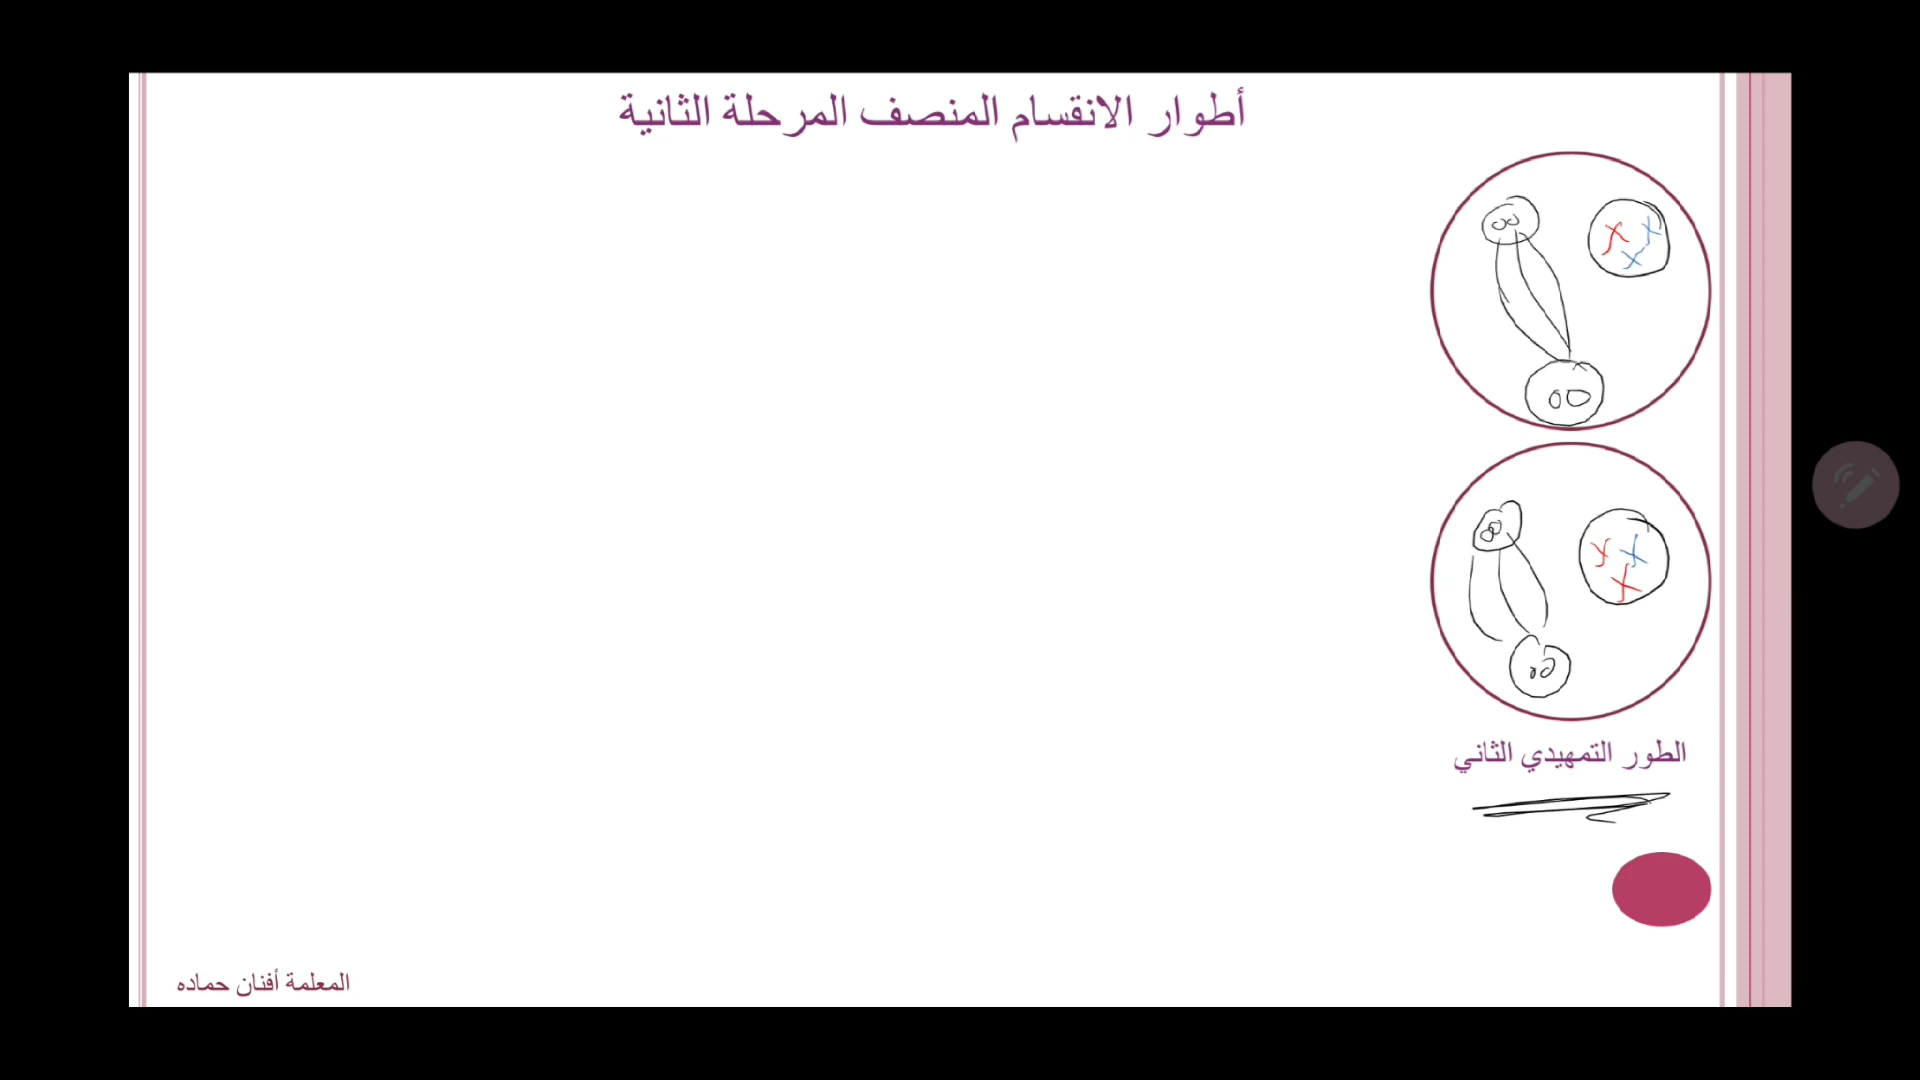 أطوار الانقسام المنصف المرحلة الثانية
الطور التمهيدي الثاني
المعلمة أفنان حماده